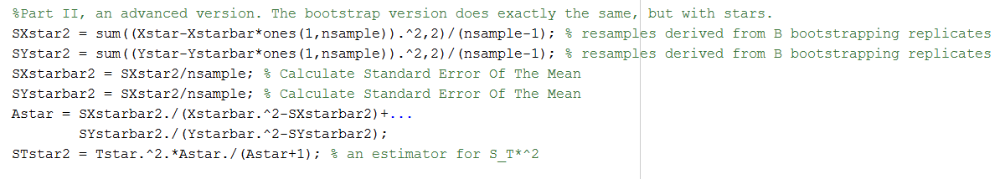 %Part II, an advanced version. The bootstrap version does exactly the same, but with stars.
SXstar2 = sum((Xstar-Xstarbar*ones(1,nsample)).^2,2)/(nsample-1); % resamples derived from B bootstrapping replicates
SYstar2 = sum((Ystar-Ystarbar*ones(1,nsample)).^2,2)/(nsample-1); % resamples derived from B bootstrapping replicates
SXstarbar2 = SXstar2/nsample; % Calculate Standard Error Of The Mean
SYstarbar2 = SXstar2/nsample; % Calculate Standard Error Of The Mean
Astar = SXstarbar2./(Xstarbar.^2-SXstarbar2)+...
SYstarbar2./(Ystarbar.^2-SYstarbar2);
STstar2 = Tstar.^2.*Astar./(Astar+1); % an estimator for S_T*^2